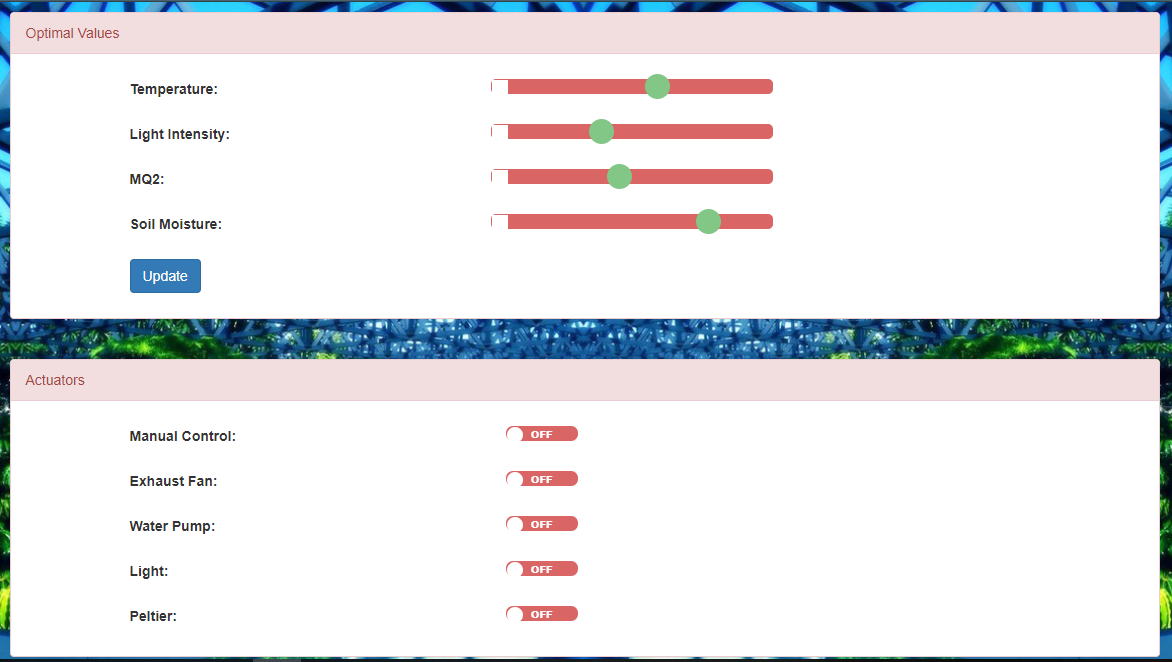 Optimal Values
Temperature:
Light Intensity:
MQ2:
Soil Moisture:
Update
Actuators
Manual Control: OFF
Exhaust Fan: OFF
Water Pump: OFF
Light: OFF
Peltier: OFF